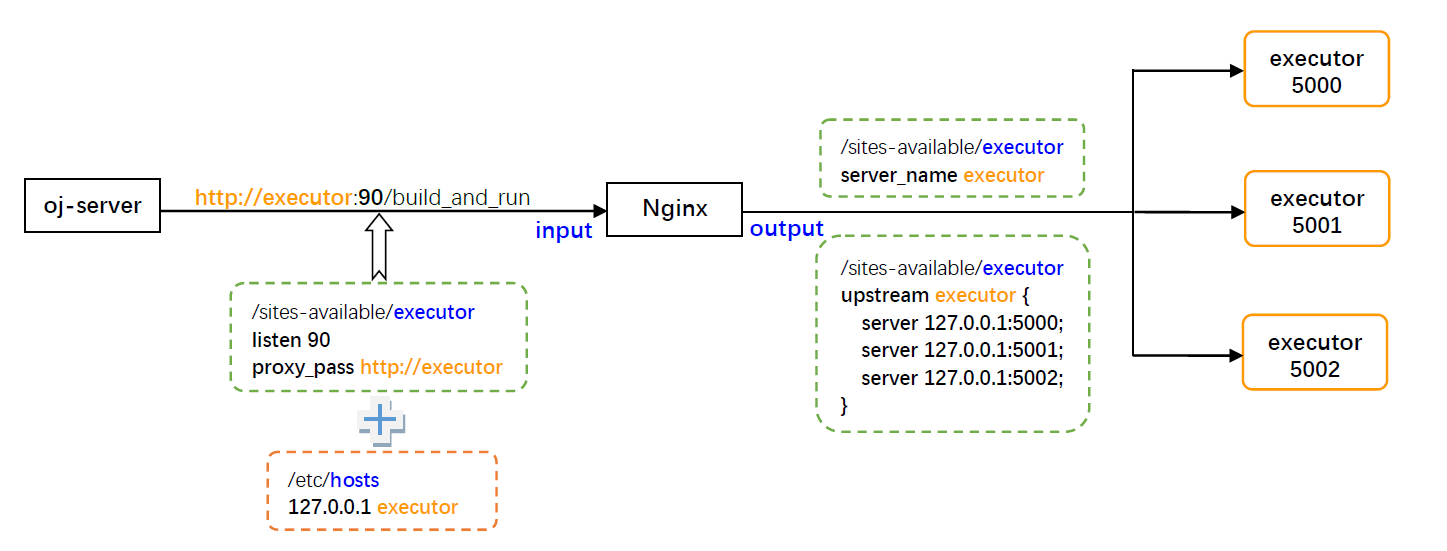 oj-server
http://executor:90/build_and_run
input
Nginx
output
/sites-available/executor
listen 90
proxy_pass http://executor
/etc/hosts
127.0.0.1 executor
/sites-available/executor
server_name executor
/sites-available/executor
upstream executor {
server 127.0.0.1:5000;
server 127.0.0.1:5001;
server 127.0.0.1:5002;
}
executor
5000
executor
5001
executor
5002